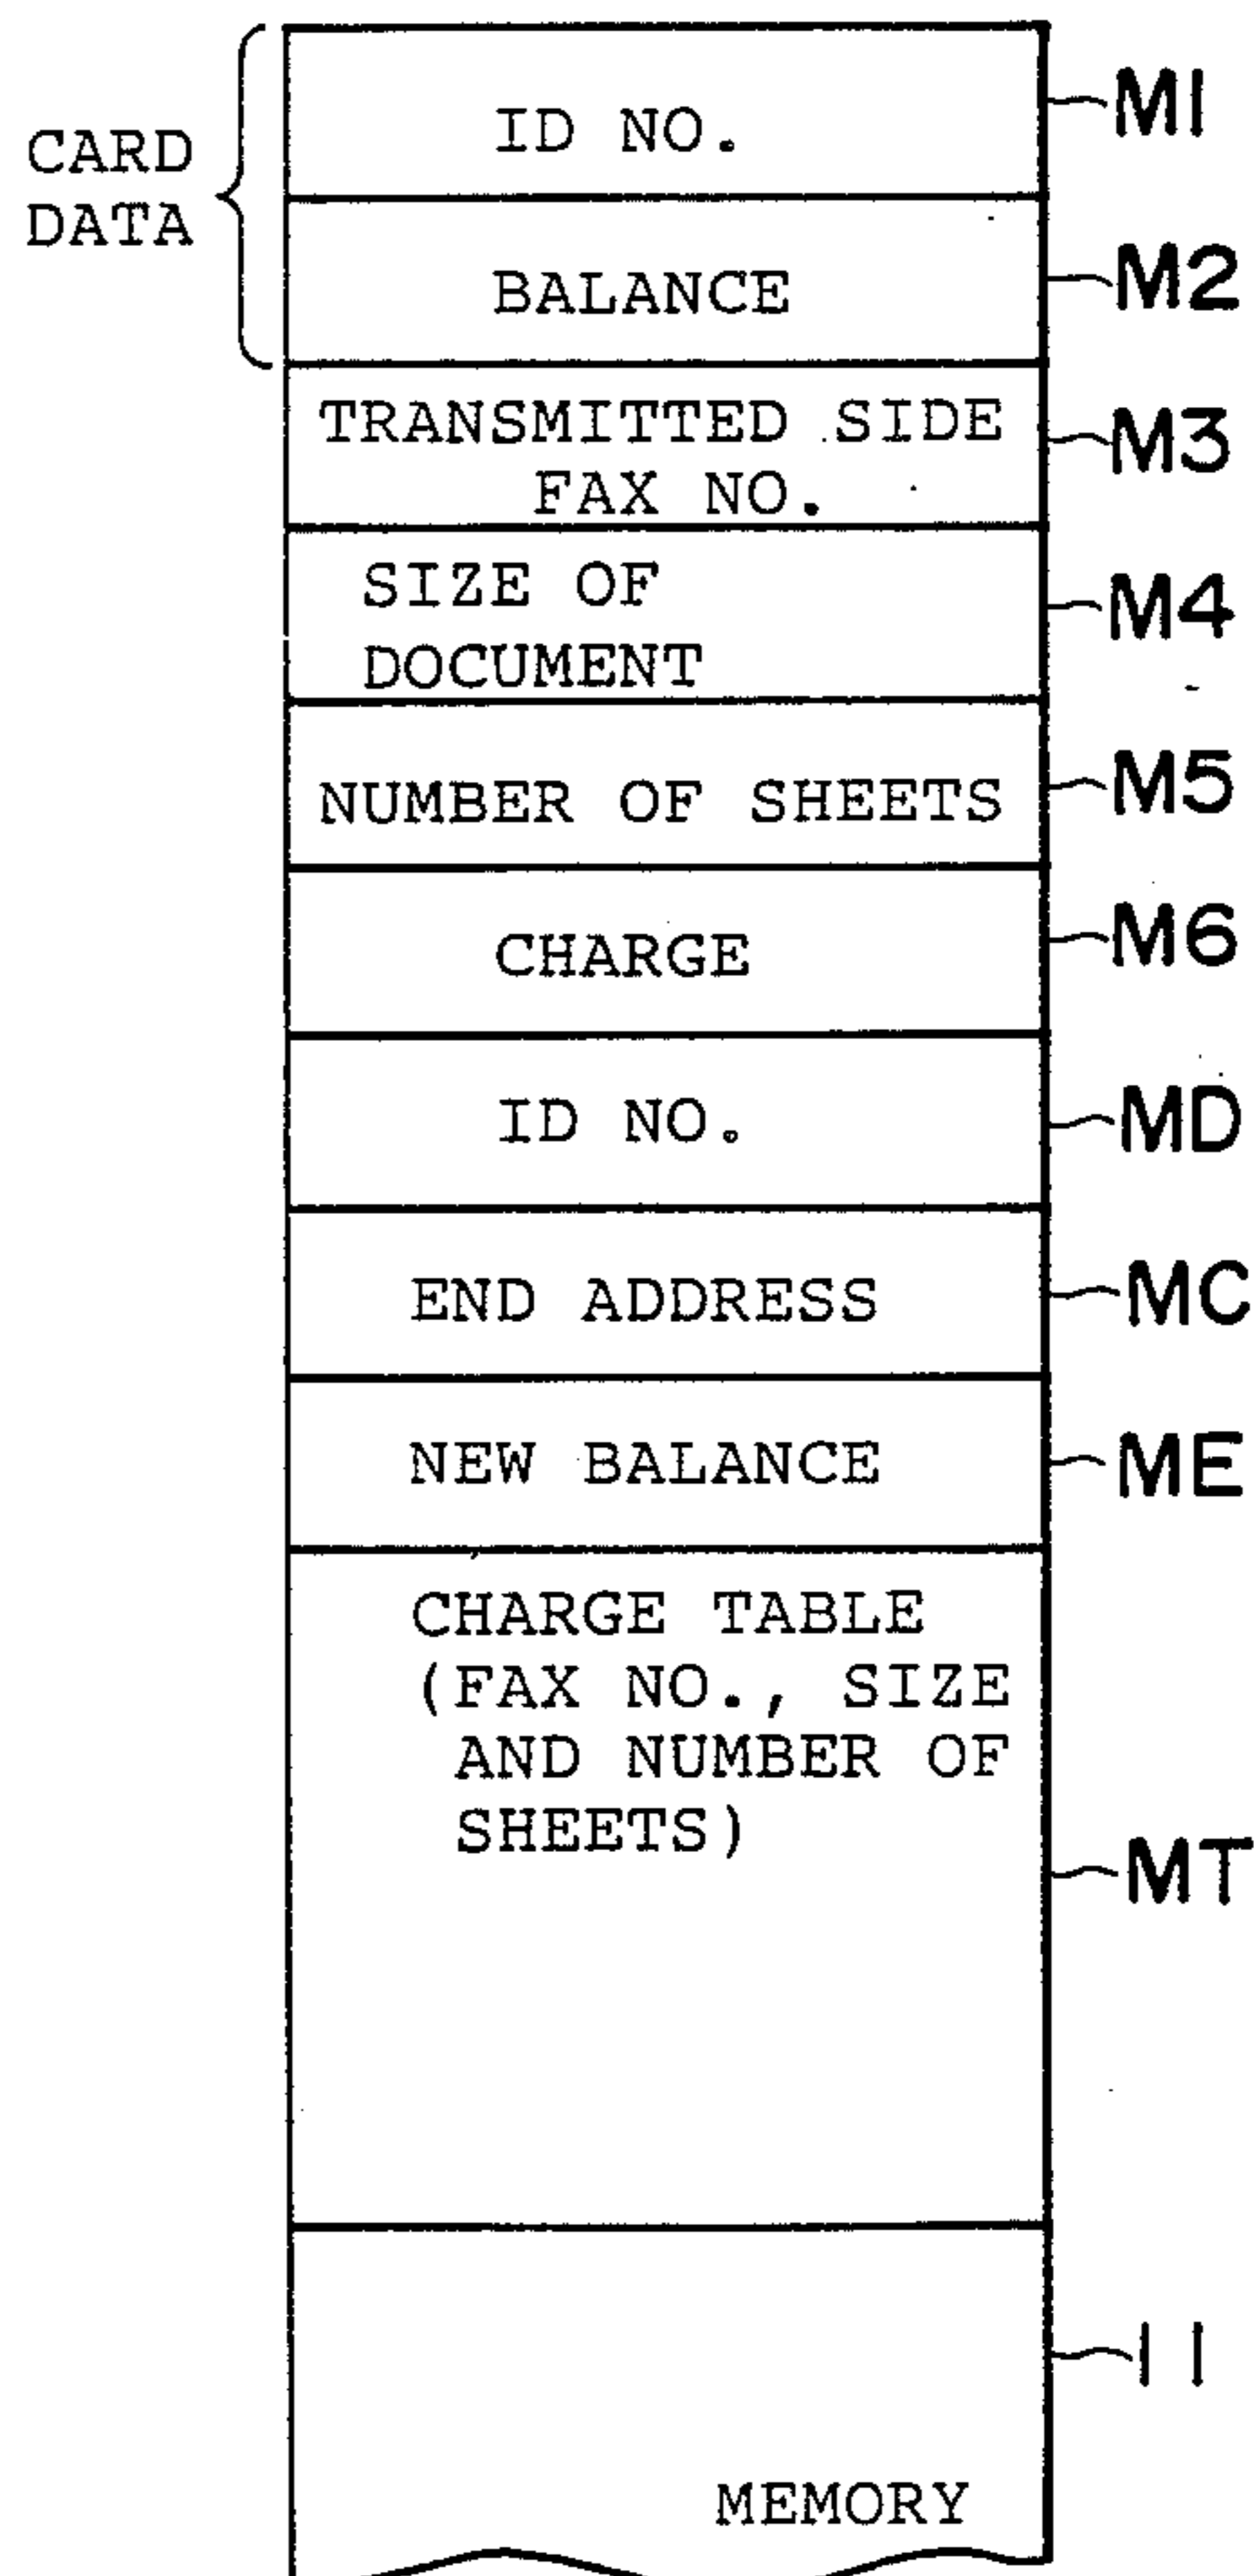 CARD
DATA
ID NO.
M1
BALANCE
M2
TRANSMITTED SIDE
FAX NO.
M3
SIZE OF
DOCUMENT
M4
NUMBER OF SHEETS
M5
CHARGE
M6
ID NO.
MD
END ADDRESS
MC
NEW BALANCE
ME
CHARGE TABLE
(FAX NO., SIZE
AND NUMBER OF
SHEETS)
MT
11
MEMORY